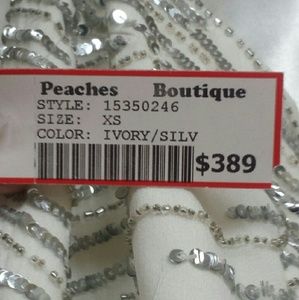 Peaches Boutique
STYLE: 15350246
SIZE: XS
COLOR: IVORY/SILV
$389